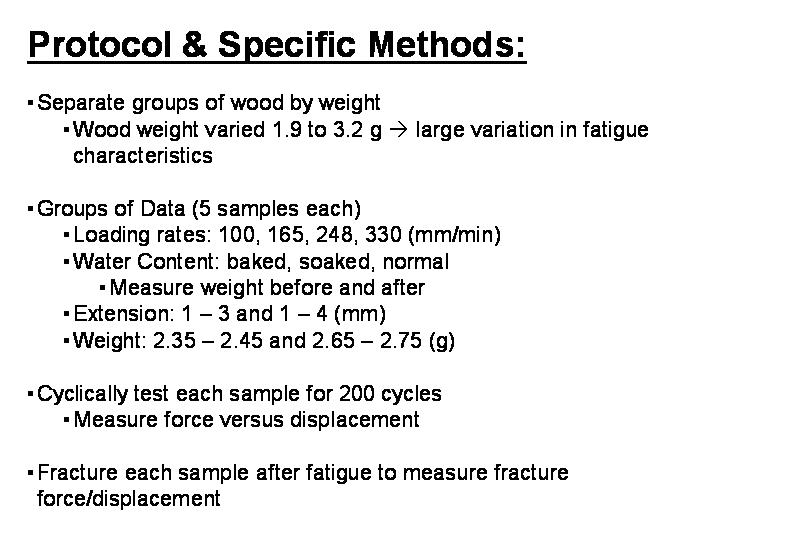 Protocol & Specific Methods:
▪Separate groups of wood by weight
▪Wood weight varied 1.9 to 3.2 g → large variation in fatigue
characteristics
▪Groups of Data (5 samples each)
▪Loading rates: 100, 165, 248, 330 (mm/min)
▪Water Content: baked, soaked, normal
▪Measure weight before and after
▪Extension: 1 – 3 and 1 – 4 (mm)
▪Weight: 2.35 – 2.45 and 2.65 – 2.75 (g)
▪Cyclically test each sample for 200 cycles
▪Measure force versus displacement
▪Fracture each sample after fatigue to measure fracture
force/displacement